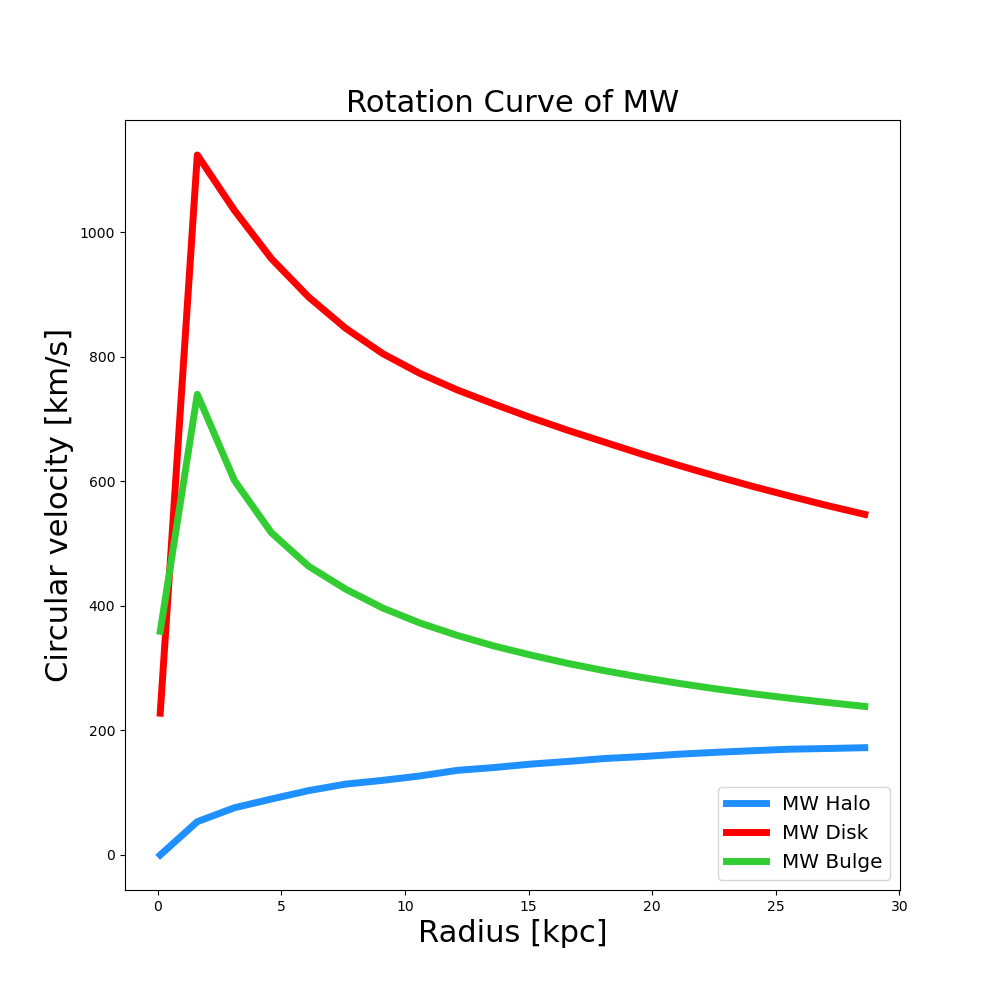 Rotation Curve of MW
Circular velocity [km/s]
1000
800
600
400
200
0
0 5 10 15 20 25 30
Radius [kpc]
MW Halo
MW Disk
MW Bulge